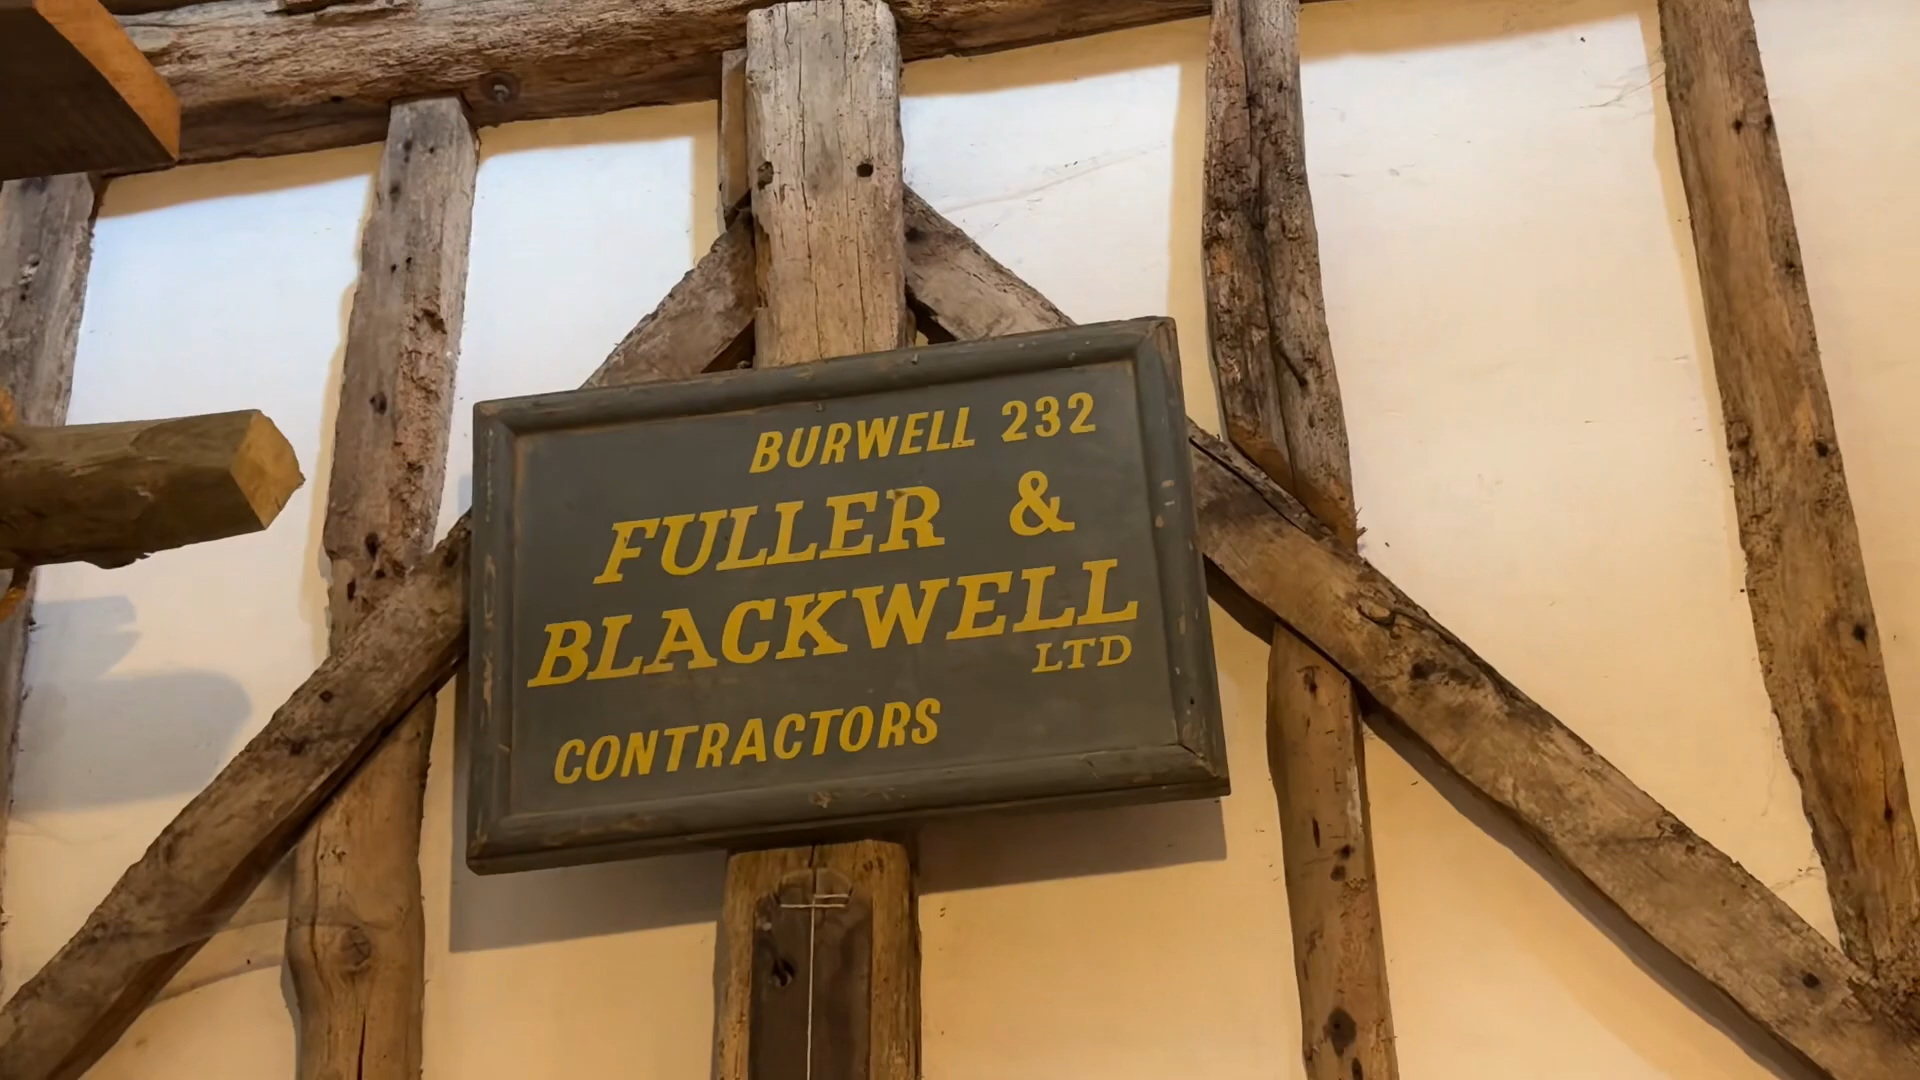 BURWELL 232
FULLER &
BLACKWELL
LTD
CONTRACTORS